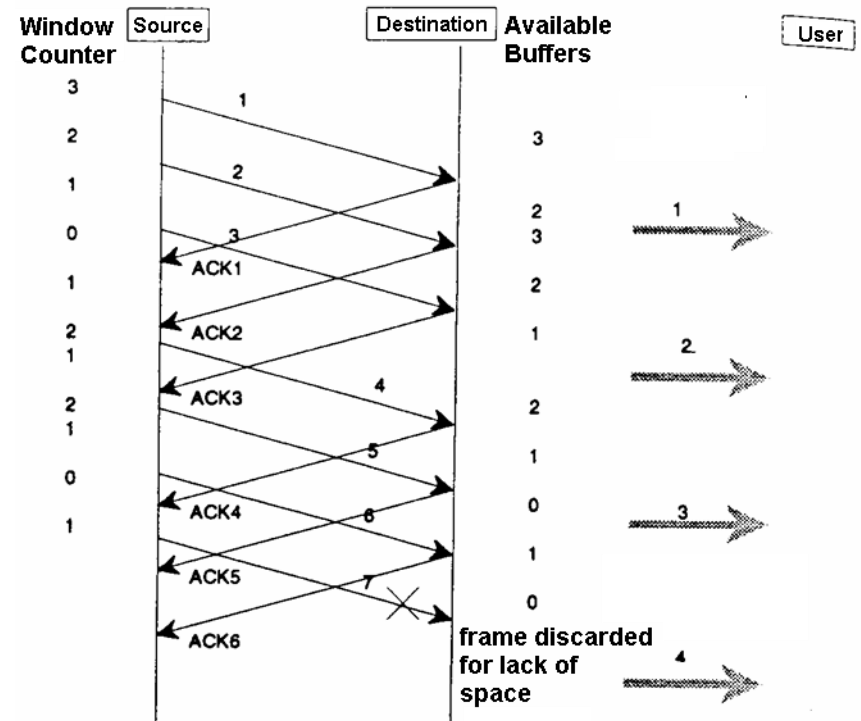 Window
Counter
Source
Destination
Available
Buffers
User
3
1
2
3
2
1
2
1
0
3
2
3
ACK1
1
2
2
ACK2
1
1
2
4
ACK3
2
2
1
5
1
0
ACK4
6
0
3
1
ACK5
7
1
0
ACK6
frame discarded
for lack of
space
4